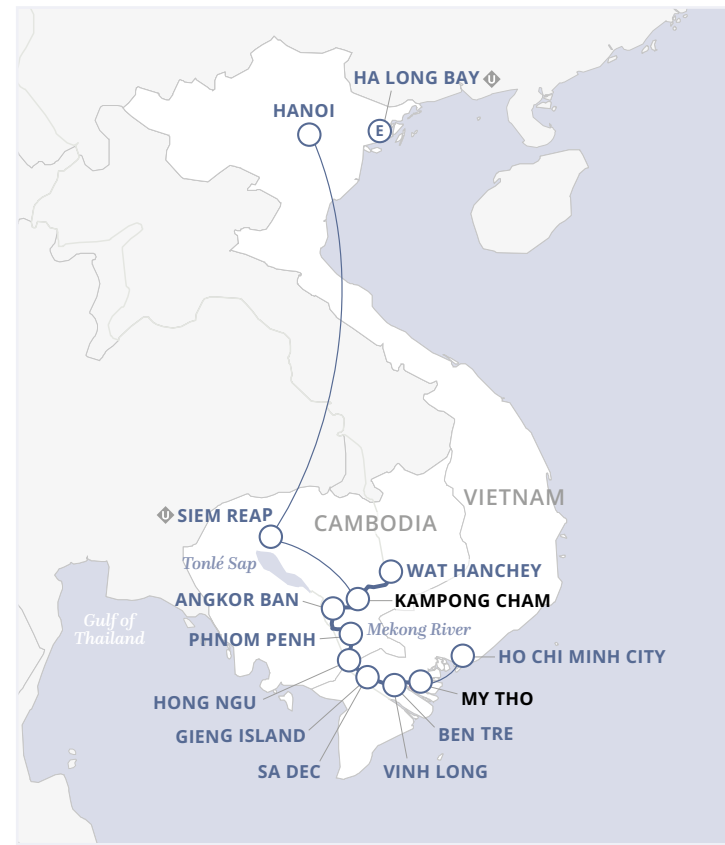 HA LONG BAY U
HANOI
E
VIETNAM
U SIEM REAP
CAMBODIA
Tonlé Sap
WAT HANCHEY
ANGKOR BAN
KAMPONG CHAM
Gulf of
Thailand
Mekong River
PHNOM PENH
HO CHI MINH CITY
HONG NGU
MY THO
GIENG ISLAND
BEN TRE
SA DEC
VINH LONG